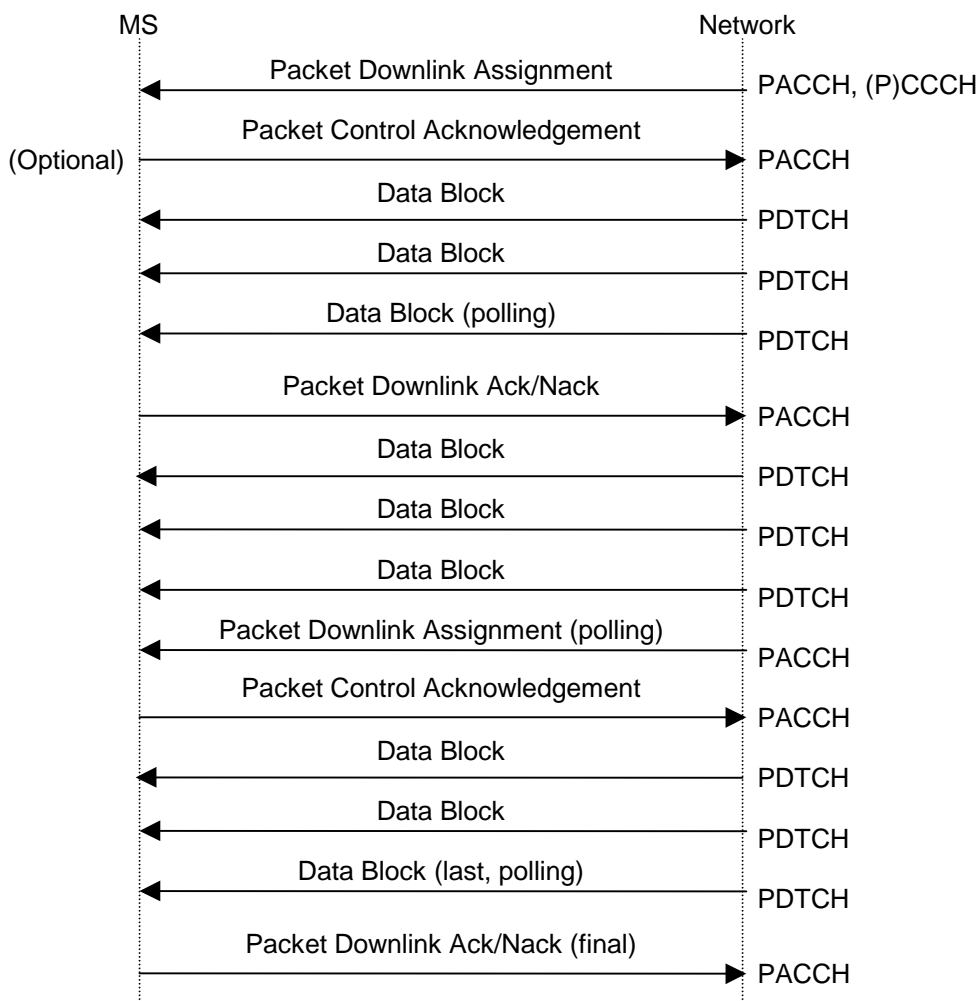 MS Network
Packet Downlink Assignment PACCH, (P)CCCH
Packet Control Acknowledgement
(Optional) PACCH
Data Block PDTCH
Data Block PDTCH
Data Block (polling) PDTCH
Packet Downlink Ack/Nack PACCH
Data Block PDTCH
Data Block PDTCH
Data Block PDTCH
Packet Downlink Assignment (polling) PACCH
Packet Control Acknowledgement PACCH
Data Block PDTCH
Data Block PDTCH
Data Block (last, polling) PDTCH
Packet Downlink Ack/Nack (final) PACCH